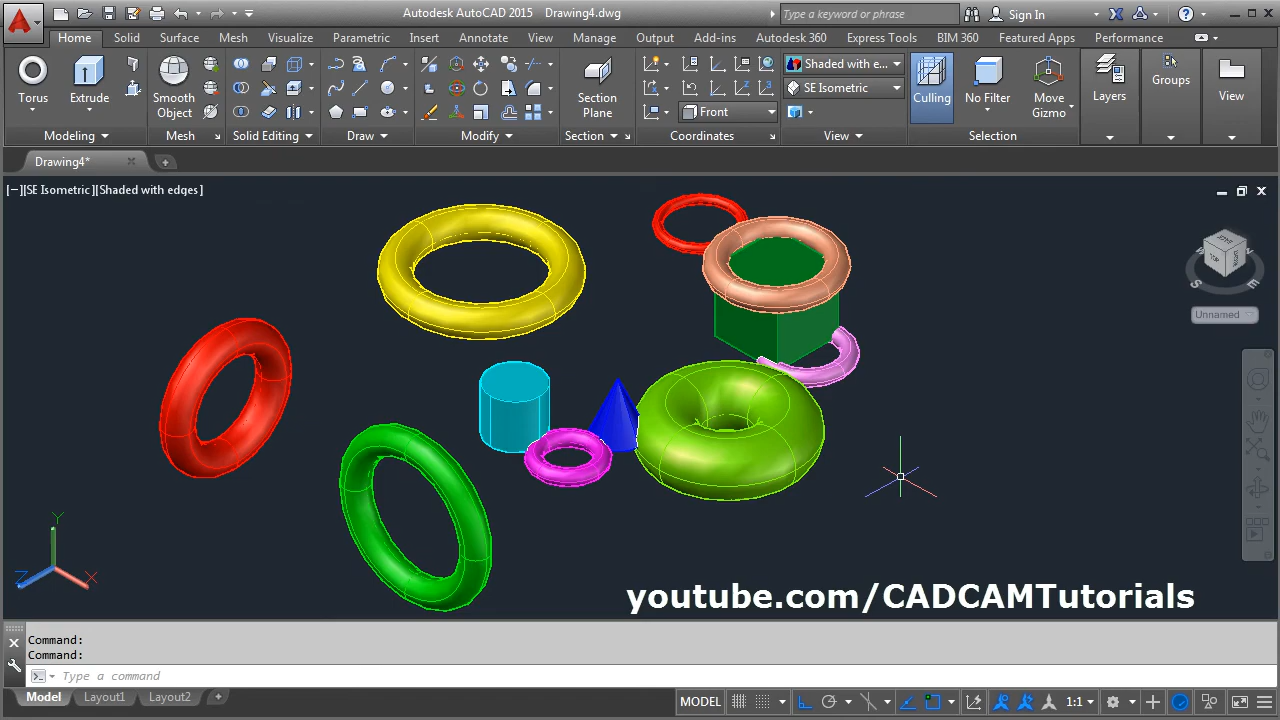 Autodesk AutoCAD 2015 Drawing4.dwg
Type a keyword or phrase
Sign In
Home Solid Surface Mesh Visualize Parametric Insert Annotate View Manage Output Add-ins Autodesk 360 Express Tools BIM 360 Featured Apps Performance
Torus
Extrude
Smooth Object
Section Plane
Shaded with e...
SE Isometric
Front
Culling
No Filter
Move Gizmo
Layers
Groups
View
Modeling Mesh Solid Editing Draw Modify Section Coordinates View Selection
Drawing4*
[−][SE Isometric][Shaded with edges]
TOP
S
E
Unnamed
Y
Z
X
youtube.com/CADCAMTutorials
Command:
Command:
Type a command
Model Layout1 Layout2
MODEL
1:1